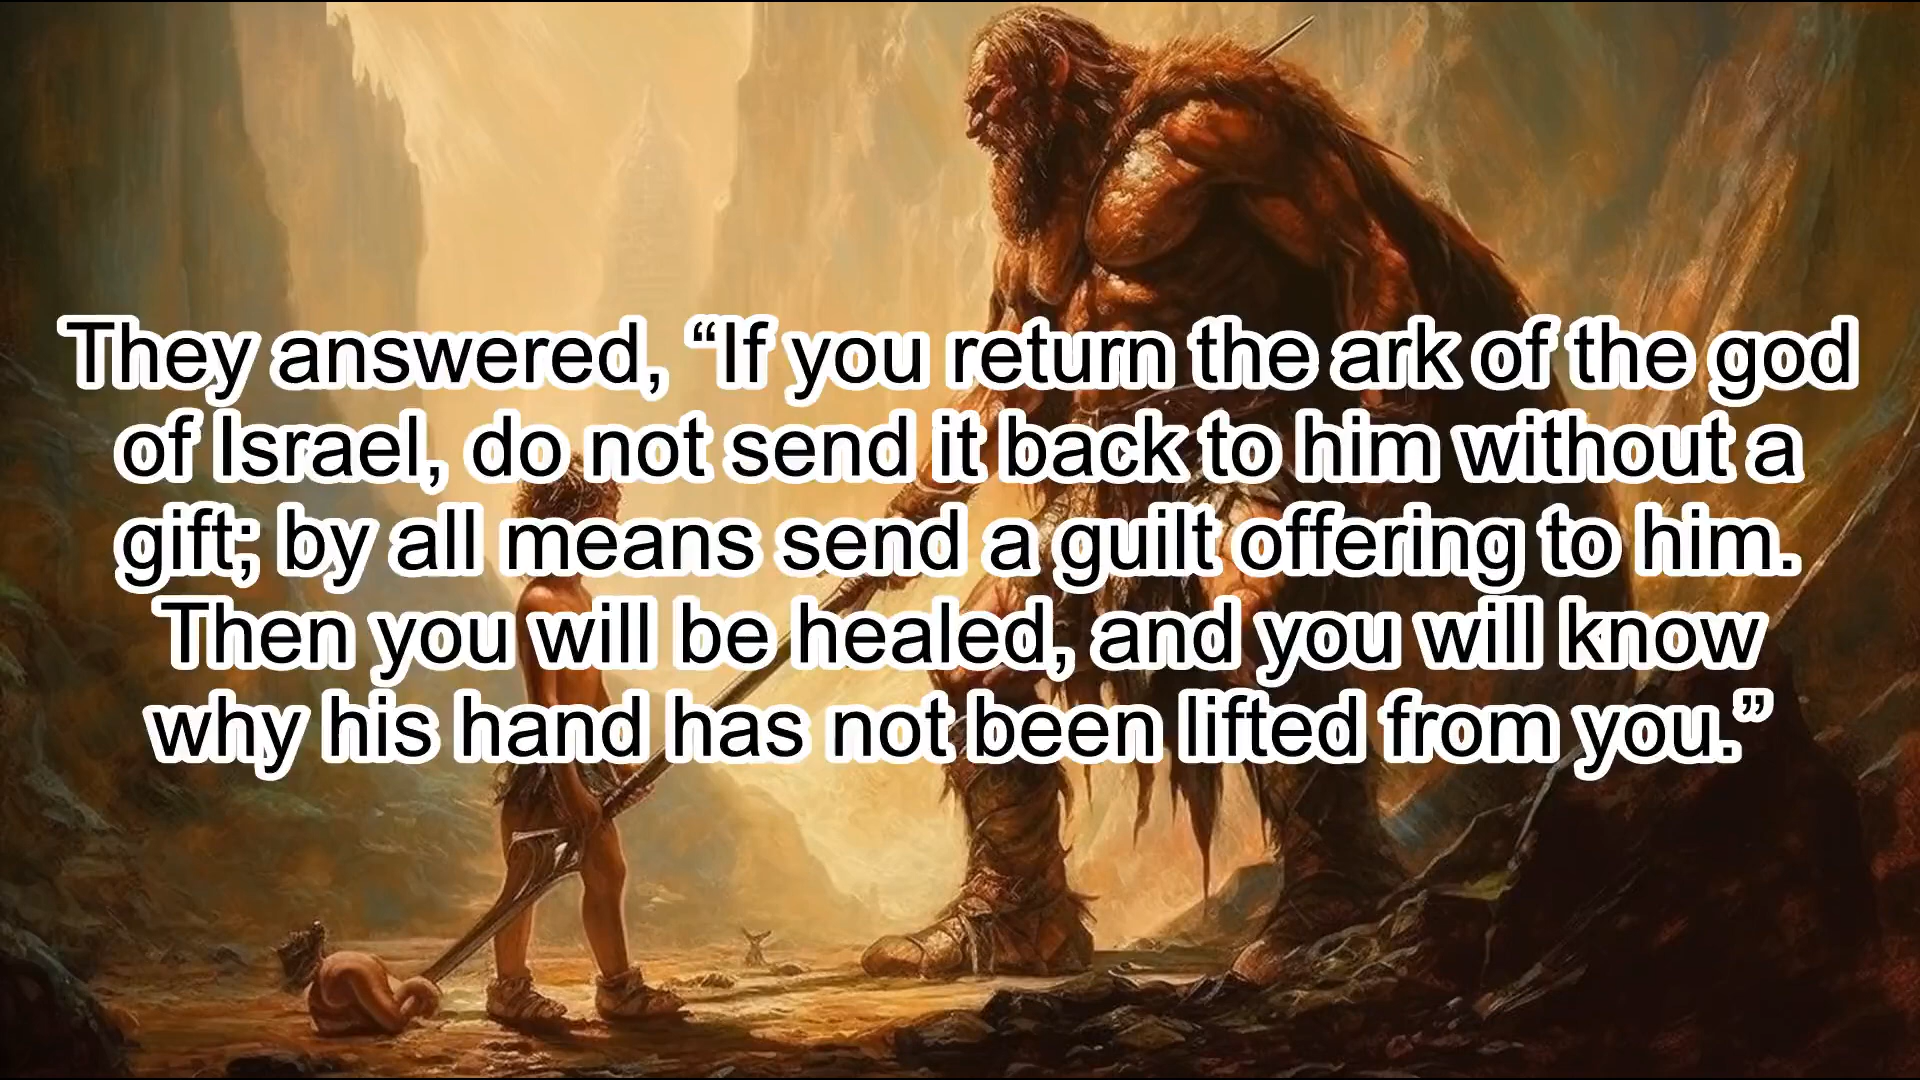 They answered, “If you return the ark of the god
of Israel, do not send it back to him without a
gift; by all means send a guilt offering to him.
Then you will be healed, and you will know
why his hand has not been lifted from you.”